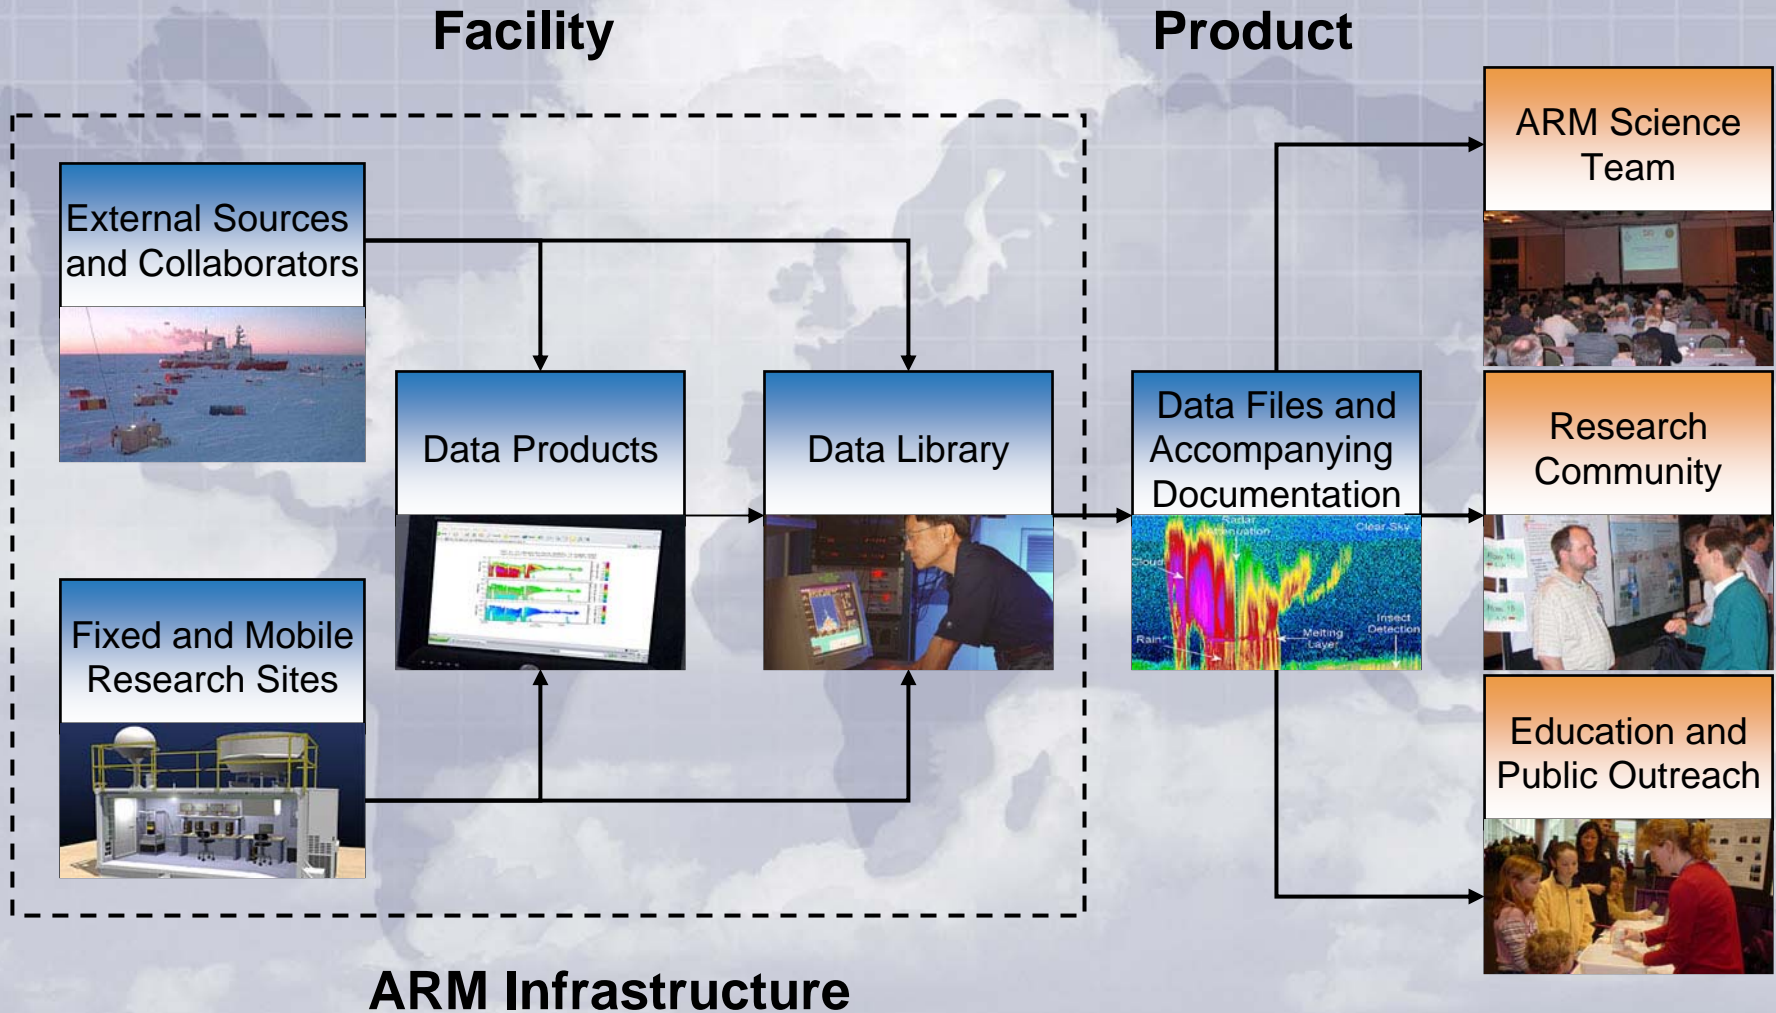 Facility
Product
External Sources
and Collaborators
Fixed and Mobile
Research Sites
Data Products
Data Library
Data Files and
Accompanying
Documentation
Radar
Attenuation
Clear Sky
Cloud
Rain
Melting
Layer
Insect
Detection
ARM Science
Team
Research
Community
Education and
Public Outreach
ARM Infrastructure